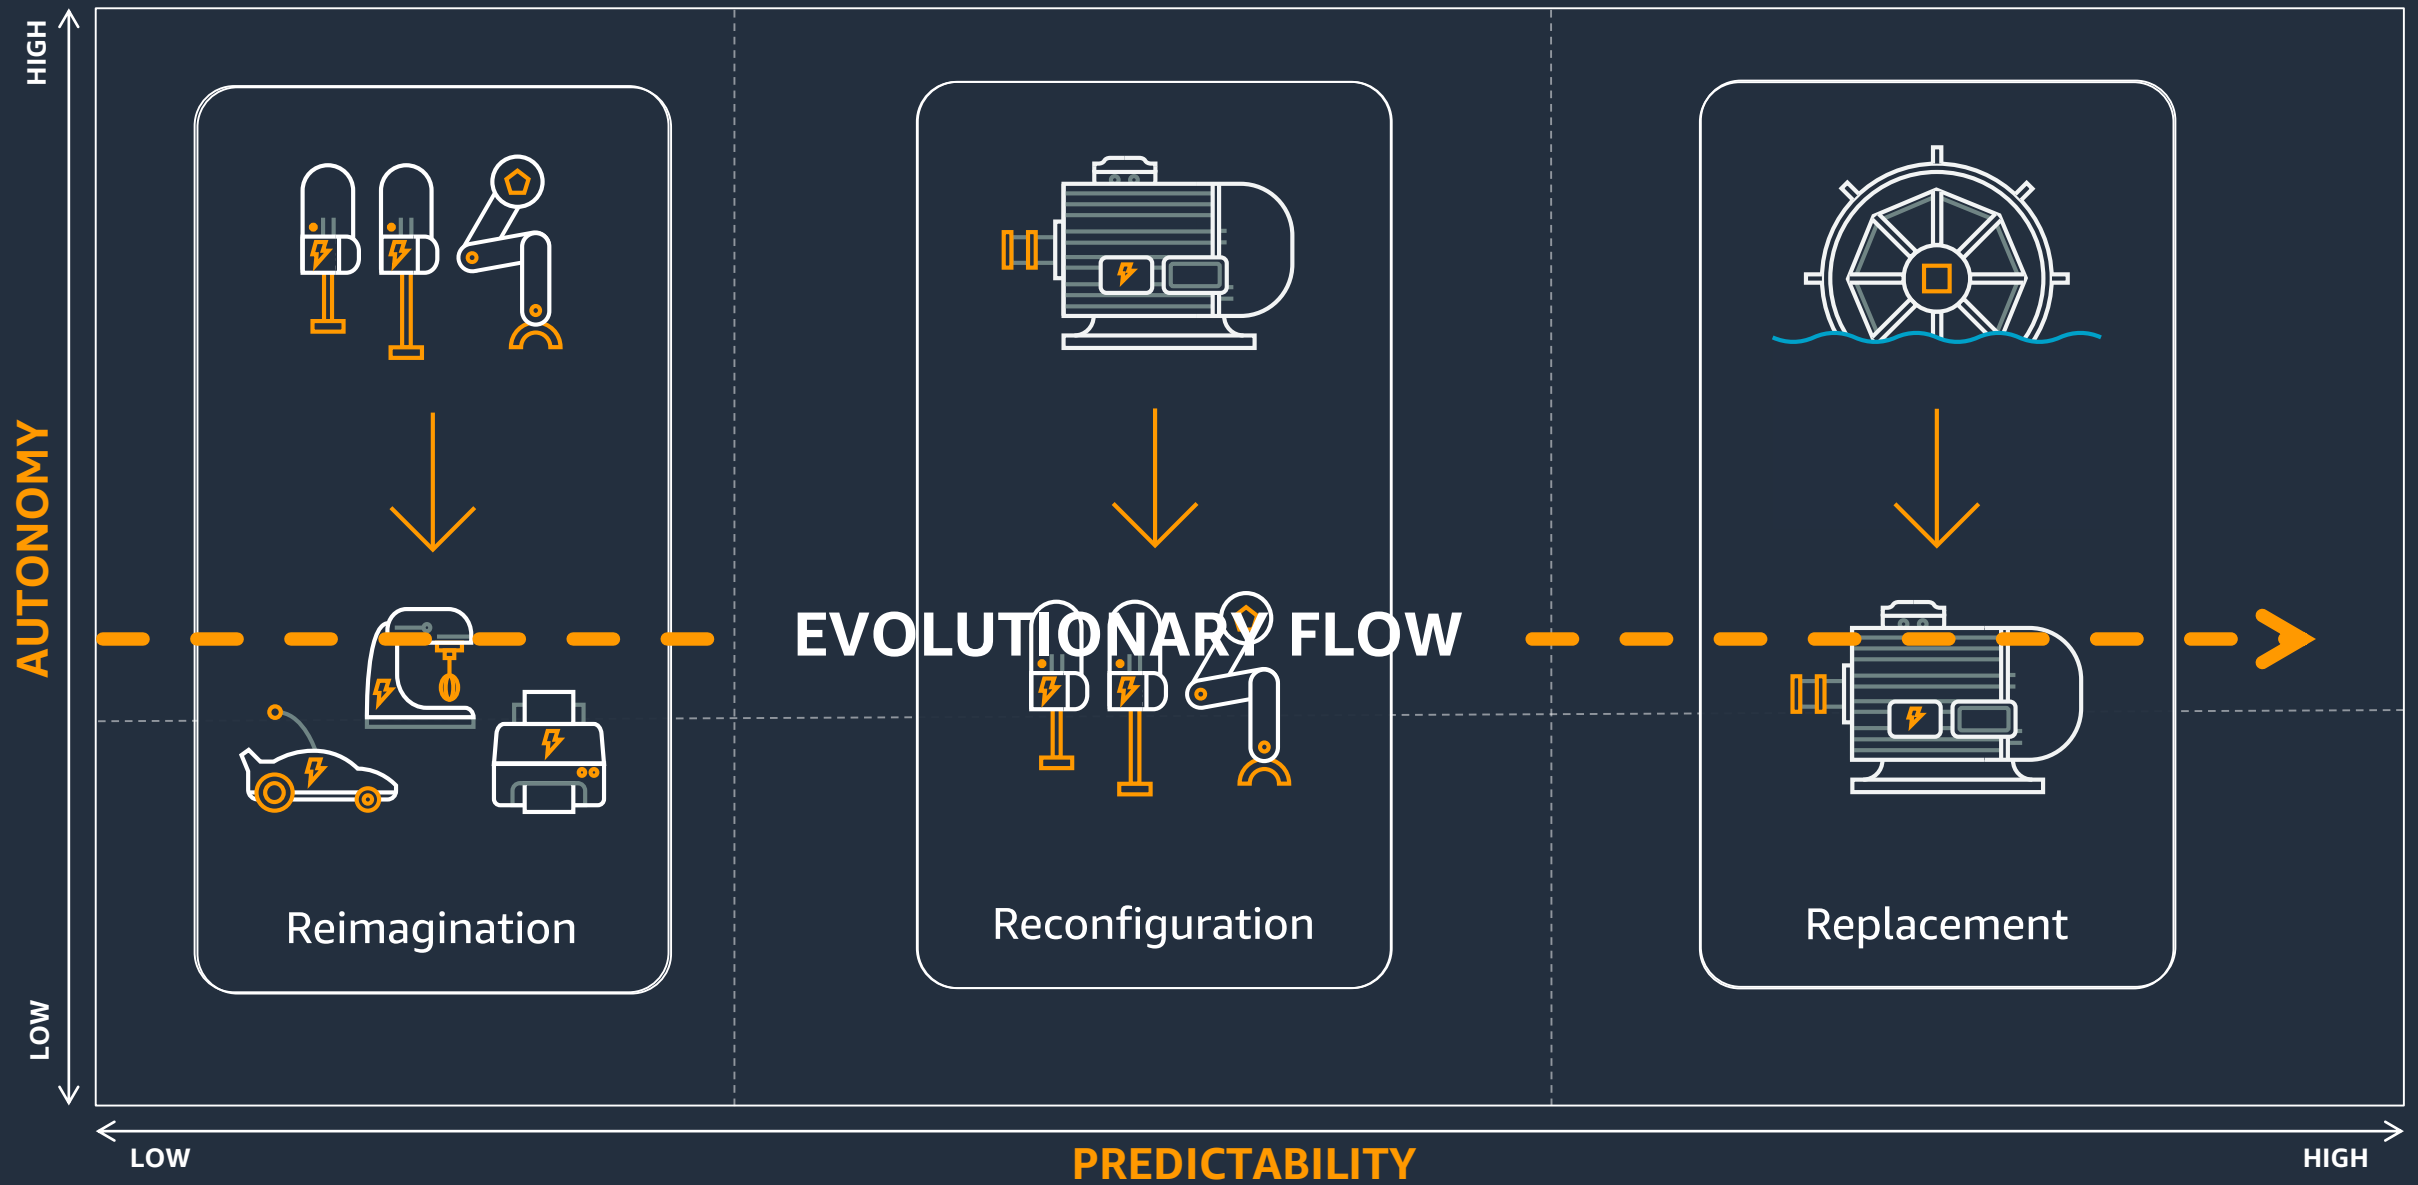 HIGH
AUTONOMY
LOW
EVOLUTIONARY FLOW
Reimagination
Reconfiguration
Replacement
LOW
PREDICTABILITY
HIGH